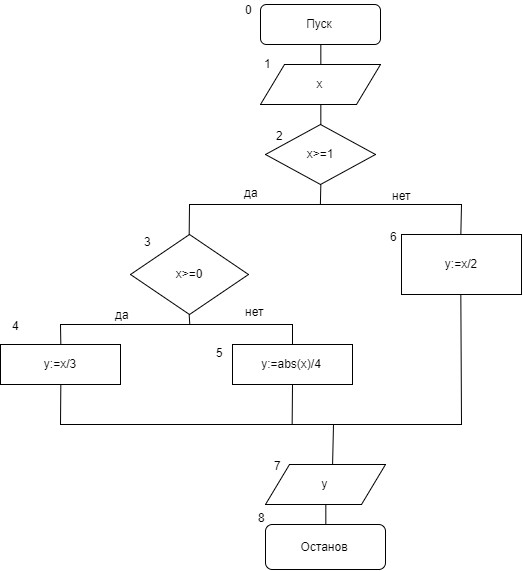 0
Пуск
1
x
2
x>=1
да
нет
3
x>=0
6
y:=x/2
да
нет
4
y:=x/3
5
y:=abs(x)/4
7
y
8
Останов